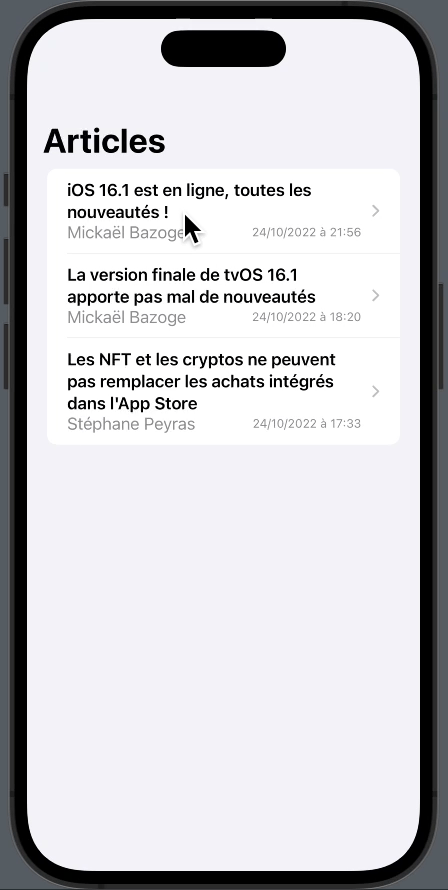 Articles
iOS 16.1 est en ligne, toutes les
nouveautés !
Mickaël Bazoge 24/10/2022 à 21:56
La version finale de tvOS 16.1
apporte pas mal de nouveautés
Mickaël Bazoge 24/10/2022 à 18:20
Les NFT et les cryptos ne peuvent
pas remplacer les achats intégrés
dans l'App Store
Stéphane Peyras 24/10/2022 à 17:33